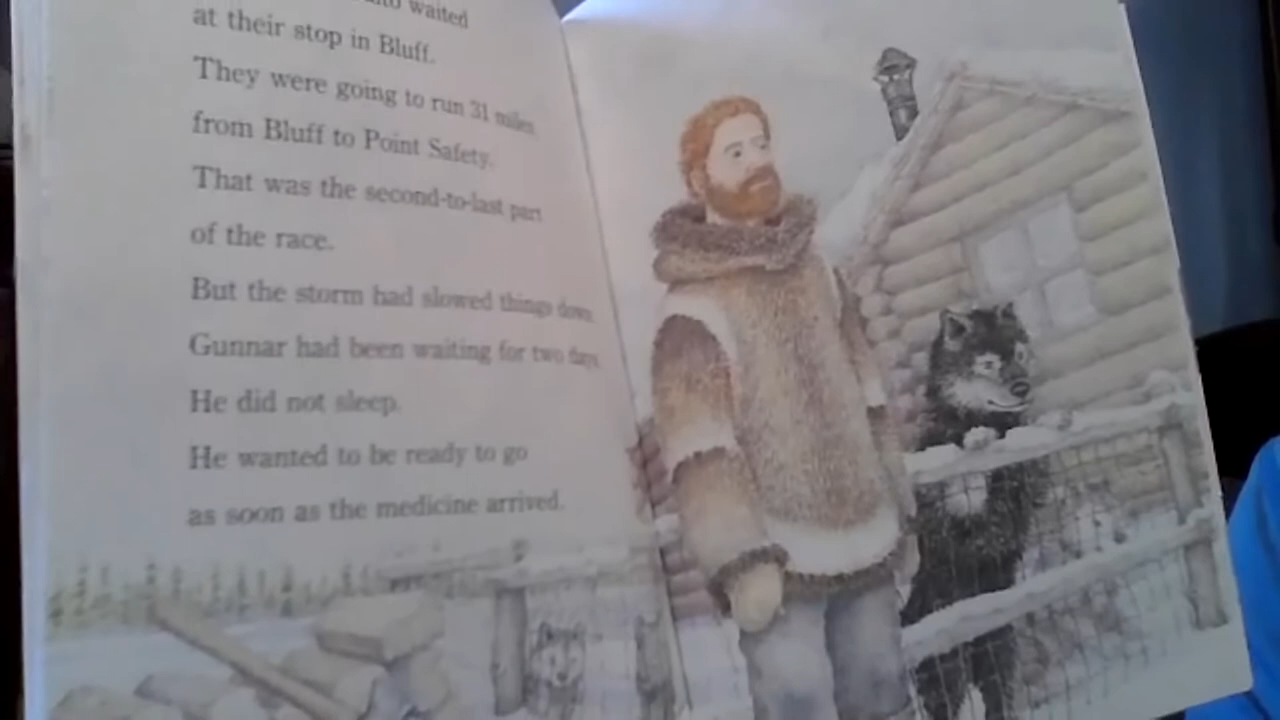 waited
at their stop in Bluff.
They were going to run 31 miles
from Bluff to Point Safety.
That was the second-to-last part
of the race.
But the storm had slowed things down.
Gunnar had been waiting for two days.
He did not sleep.
He wanted to be ready to go
as soon as the medicine arrived.